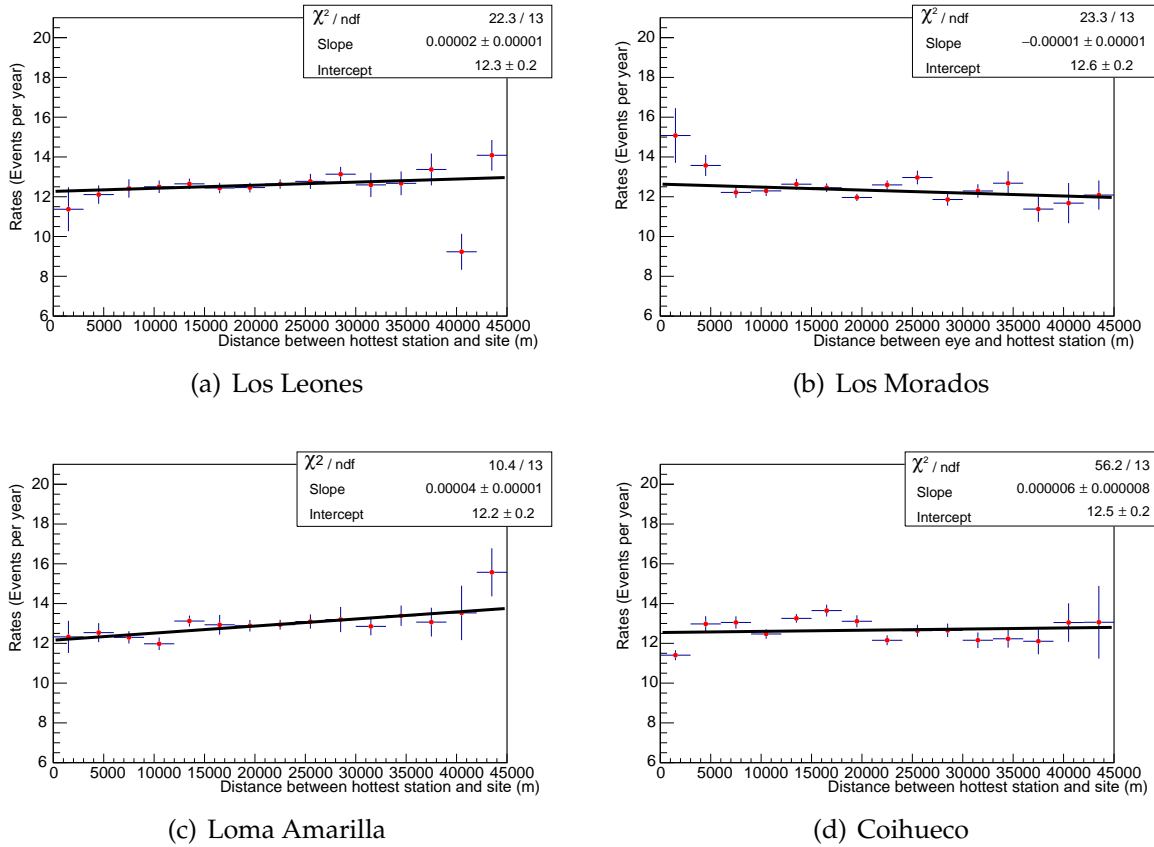 χ² / ndf 22.3 / 13
Slope 0.00002 ± 0.00001
Intercept 12.3 ± 0.2
Rates (Events per year)
20
18
16
14
12
10
8
6
0 5000 10000 15000 20000 25000 30000 35000 40000 45000
Distance between hottest station and site (m)
(a) Los Leones
χ² / ndf 23.3 / 13
Slope −0.00001 ± 0.00001
Intercept 12.6 ± 0.2
Rates (Events per year)
20
18
16
14
12
10
8
6
0 5000 10000 15000 20000 25000 30000 35000 40000 45000
Distance between eye and hottest station (m)
(b) Los Morados
χ2 / ndf 10.4 / 13
Slope 0.00004 ± 0.00001
Intercept 12.2 ± 0.2
Rates (Events per year)
20
18
16
14
12
10
8
6
0 5000 10000 15000 20000 25000 30000 35000 40000 45000
Distance between hottest station and site (m)
(c) Loma Amarilla
χ² / ndf 56.2 / 13
Slope 0.000006 ± 0.000008
Intercept 12.5 ± 0.2
Rates (Events per year)
20
18
16
14
12
10
8
6
0 5000 10000 15000 20000 25000 30000 35000 40000 45000
Distance between hottest station and site (m)
(d) Coihueco